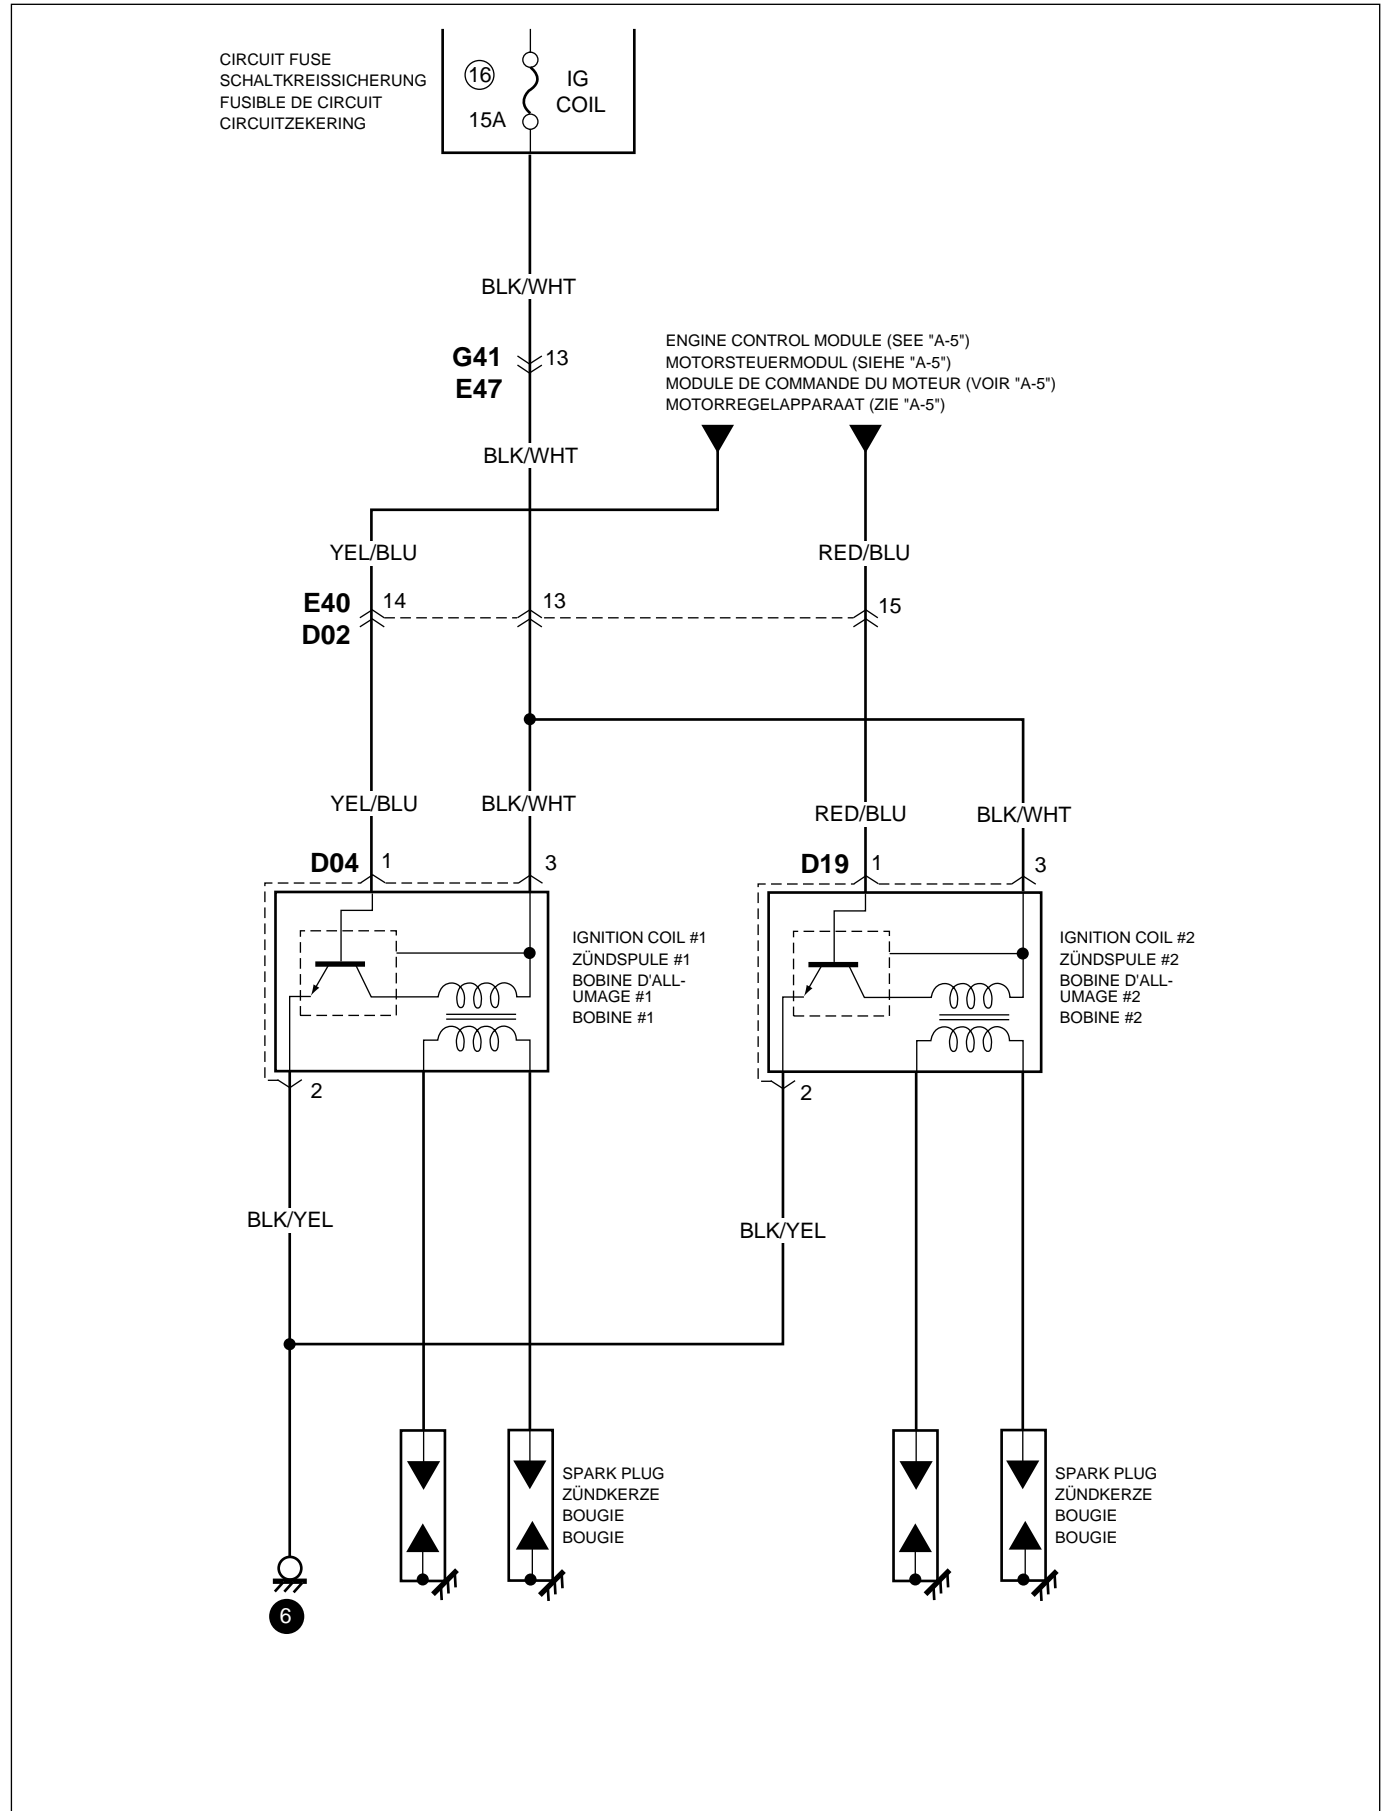 CIRCUIT FUSE
SCHALTKREISSICHERUNG
FUSIBLE DE CIRCUIT
CIRCUITZEKERING
16
15A
IG
COIL
BLK/WHT
G41
13
E47
ENGINE CONTROL MODULE (SEE "A-5")
MOTORSTEUERMODUL (SIEHE "A-5")
MODULE DE COMMANDE DU MOTEUR (VOIR "A-5")
MOTORREGELAPPARAAT (ZIE "A-5")
BLK/WHT
YEL/BLU
RED/BLU
E40
14
13
15
D02
YEL/BLU
BLK/WHT
RED/BLU
BLK/WHT
D04
1
3
D19
1
3
IGNITION COIL #1
ZÜNDSPULE #1
BOBINE D'ALL-
UMAGE #1
BOBINE #1
IGNITION COIL #2
ZÜNDSPULE #2
BOBINE D'ALL-
UMAGE #2
BOBINE #2
2
2
BLK/YEL
BLK/YEL
SPARK PLUG
ZÜNDKERZE
BOUGIE
BOUGIE
SPARK PLUG
ZÜNDKERZE
BOUGIE
BOUGIE
6